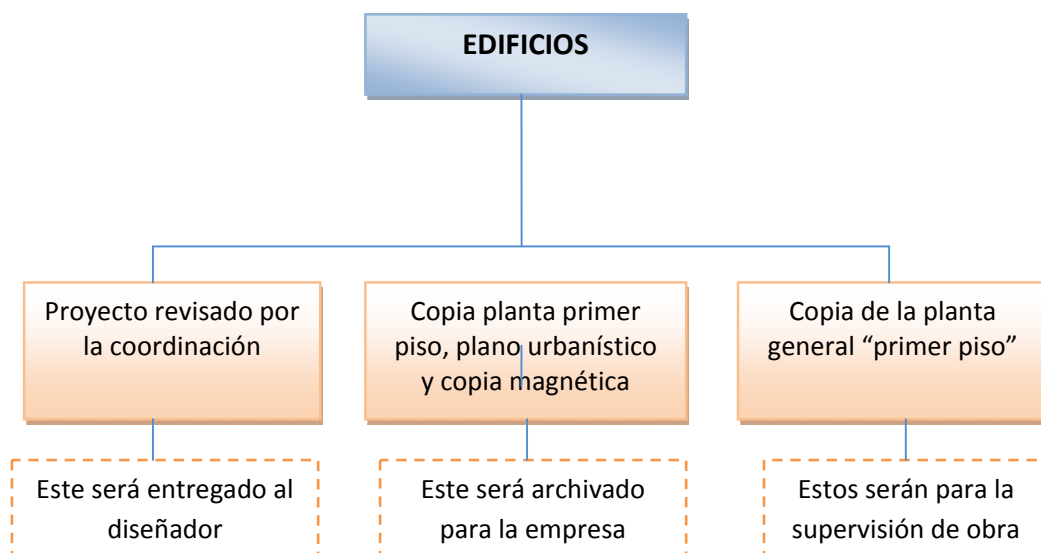 EDIFICIOS
Proyecto revisado por
la coordinación
Copia planta primer
piso, plano urbanístico
y copia magnética
Copia de la planta
general “primer piso”
Este será entregado al
diseñador
Este será archivado
para la empresa
Estos serán para la
supervisión de obra